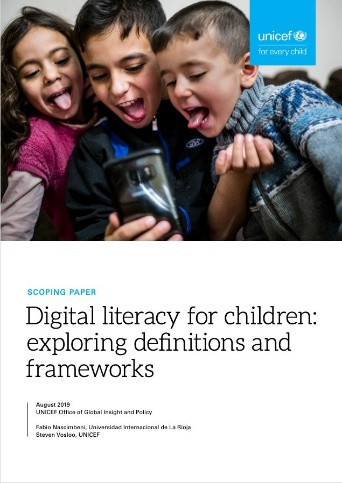 unicef
for every child
SCOPING PAPER
Digital literacy for children:
exploring definitions and
frameworks
August 2019
UNICEF Office of Global Insight and Policy
Fabio Nascimbeni, Universidad Internacional de La Rioja
Steven Vosloo, UNICEF